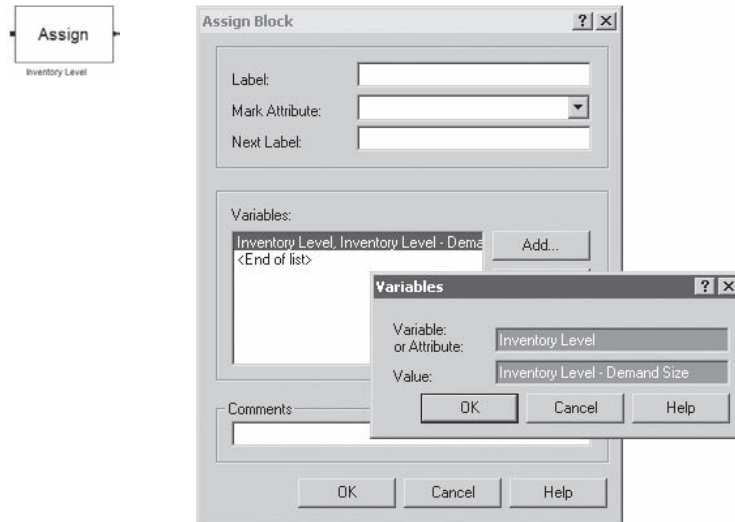 Assign
Inventory Level
Assign Block
?
Label:
Mark Attribute:
Next Label:
Variables:
Inventory Level, Inventory Level - Dema
<End of list>
Add...
Variables
?
Variable:
or Attribute:
Inventory Level
Value:
Inventory Level - Demand Size
OK
Cancel
Help
Comments
OK
Cancel
Help